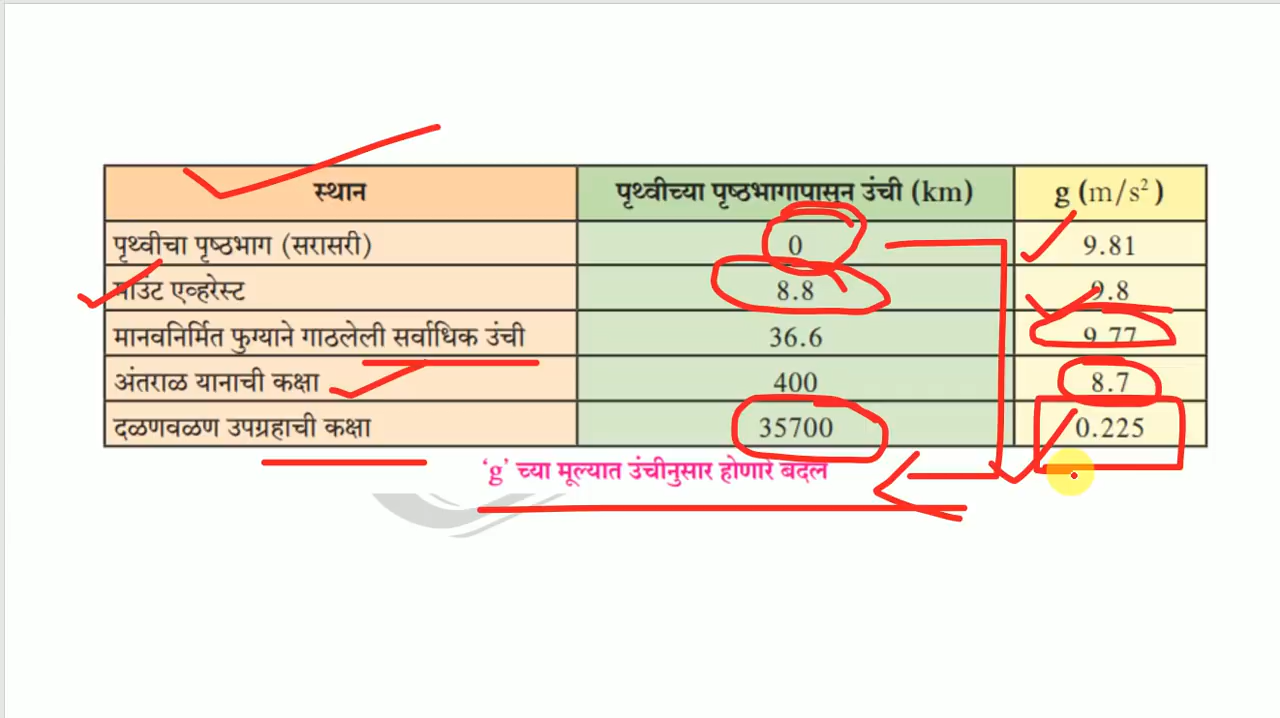 स्थान पृथ्वीच्या पृष्ठभागापासून उंची (km) g (m/s²)
पृथ्वीचा पृष्ठभाग (सरासरी) 0 9.81
माउंट एव्हरेस्ट 8.8 9.8
मानवनिर्मित फुग्याने गाठलेली सर्वाधिक उंची 36.6 9.77
अंतराळ यानाची कक्षा 400 8.7
दळणवळण उपग्रहाची कक्षा 35700 0.225
‘g’ च्या मूल्यात उंचीनुसार होणारे बदल